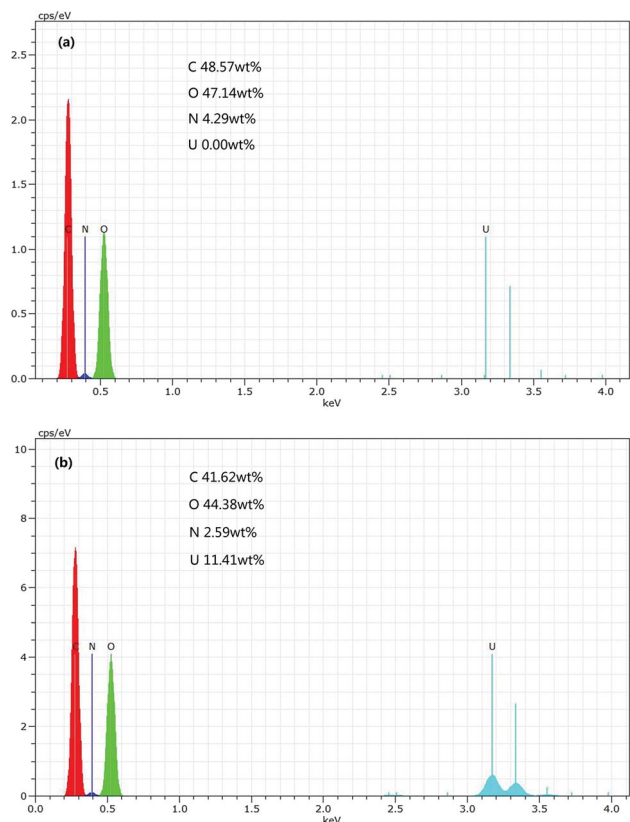 cps/eV
(a)
2.5
2.0
1.5
1.0
0.5
0.0
C 48.57wt%
O 47.14wt%
N 4.29wt%
U 0.00wt%
C N O U
0.5 1.0 1.5 2.0 2.5 3.0 3.5 4.0
keV
cps/eV
(b)
10
8
6
4
2
0
C 41.62wt%
O 44.38wt%
N 2.59wt%
U 11.41wt%
C N O U
0.0 0.5 1.0 1.5 2.0 2.5 3.0 3.5 4.0
keV